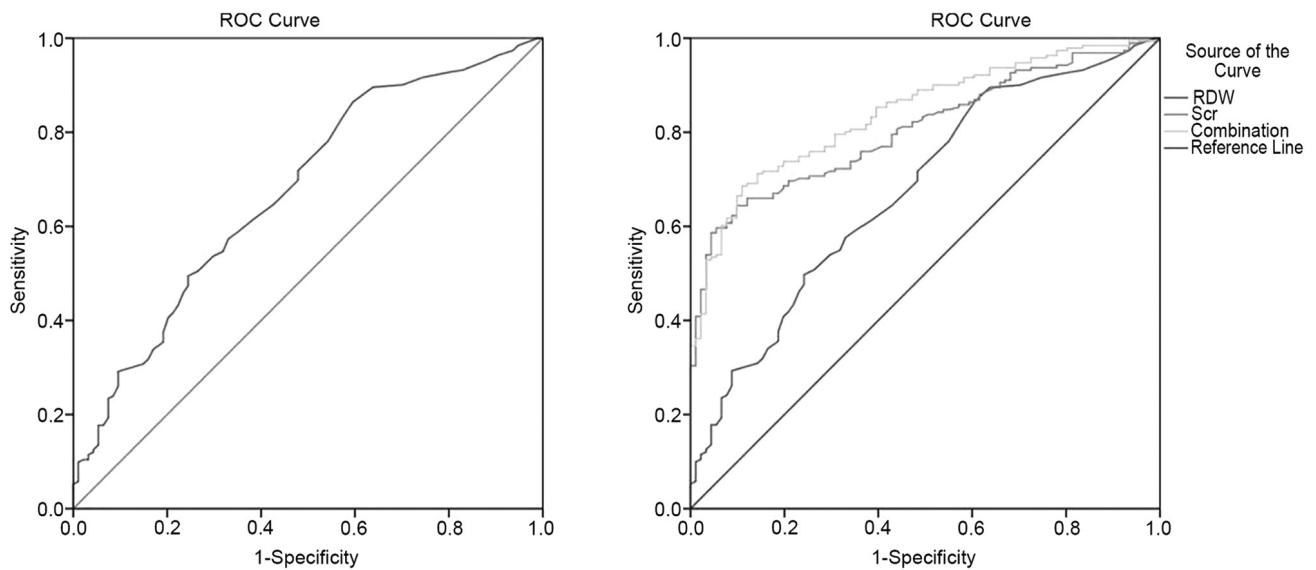 ROC Curve
1.0
0.8
0.6
0.4
0.2
0.0
Sensitivity
0.0 0.2 0.4 0.6 0.8 1.0
1-Specificity
ROC Curve
1.0
0.8
0.6
0.4
0.2
0.0
Sensitivity
0.0 0.2 0.4 0.6 0.8 1.0
1-Specificity
Source of the
Curve
RDW
Scr
Combination
Reference Line